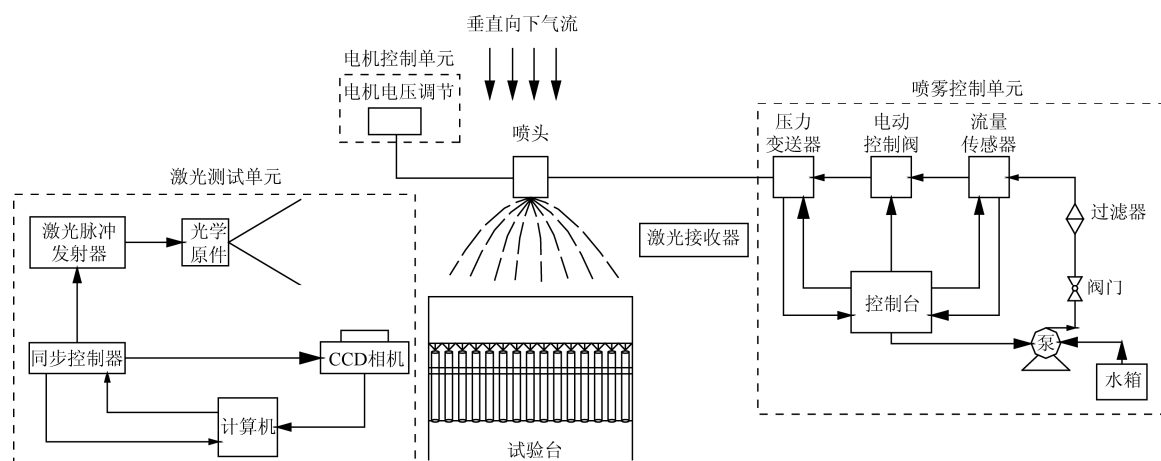 垂直向下气流
电机控制单元
电机电压调节
喷头
喷雾控制单元
压力
变送器
电动
控制阀
流量
传感器
过滤器
阀门
控制台
泵
水箱
激光接收器
激光测试单元
激光脉冲
发射器
光学
原件
同步控制器
CCD相机
计算机
试验台